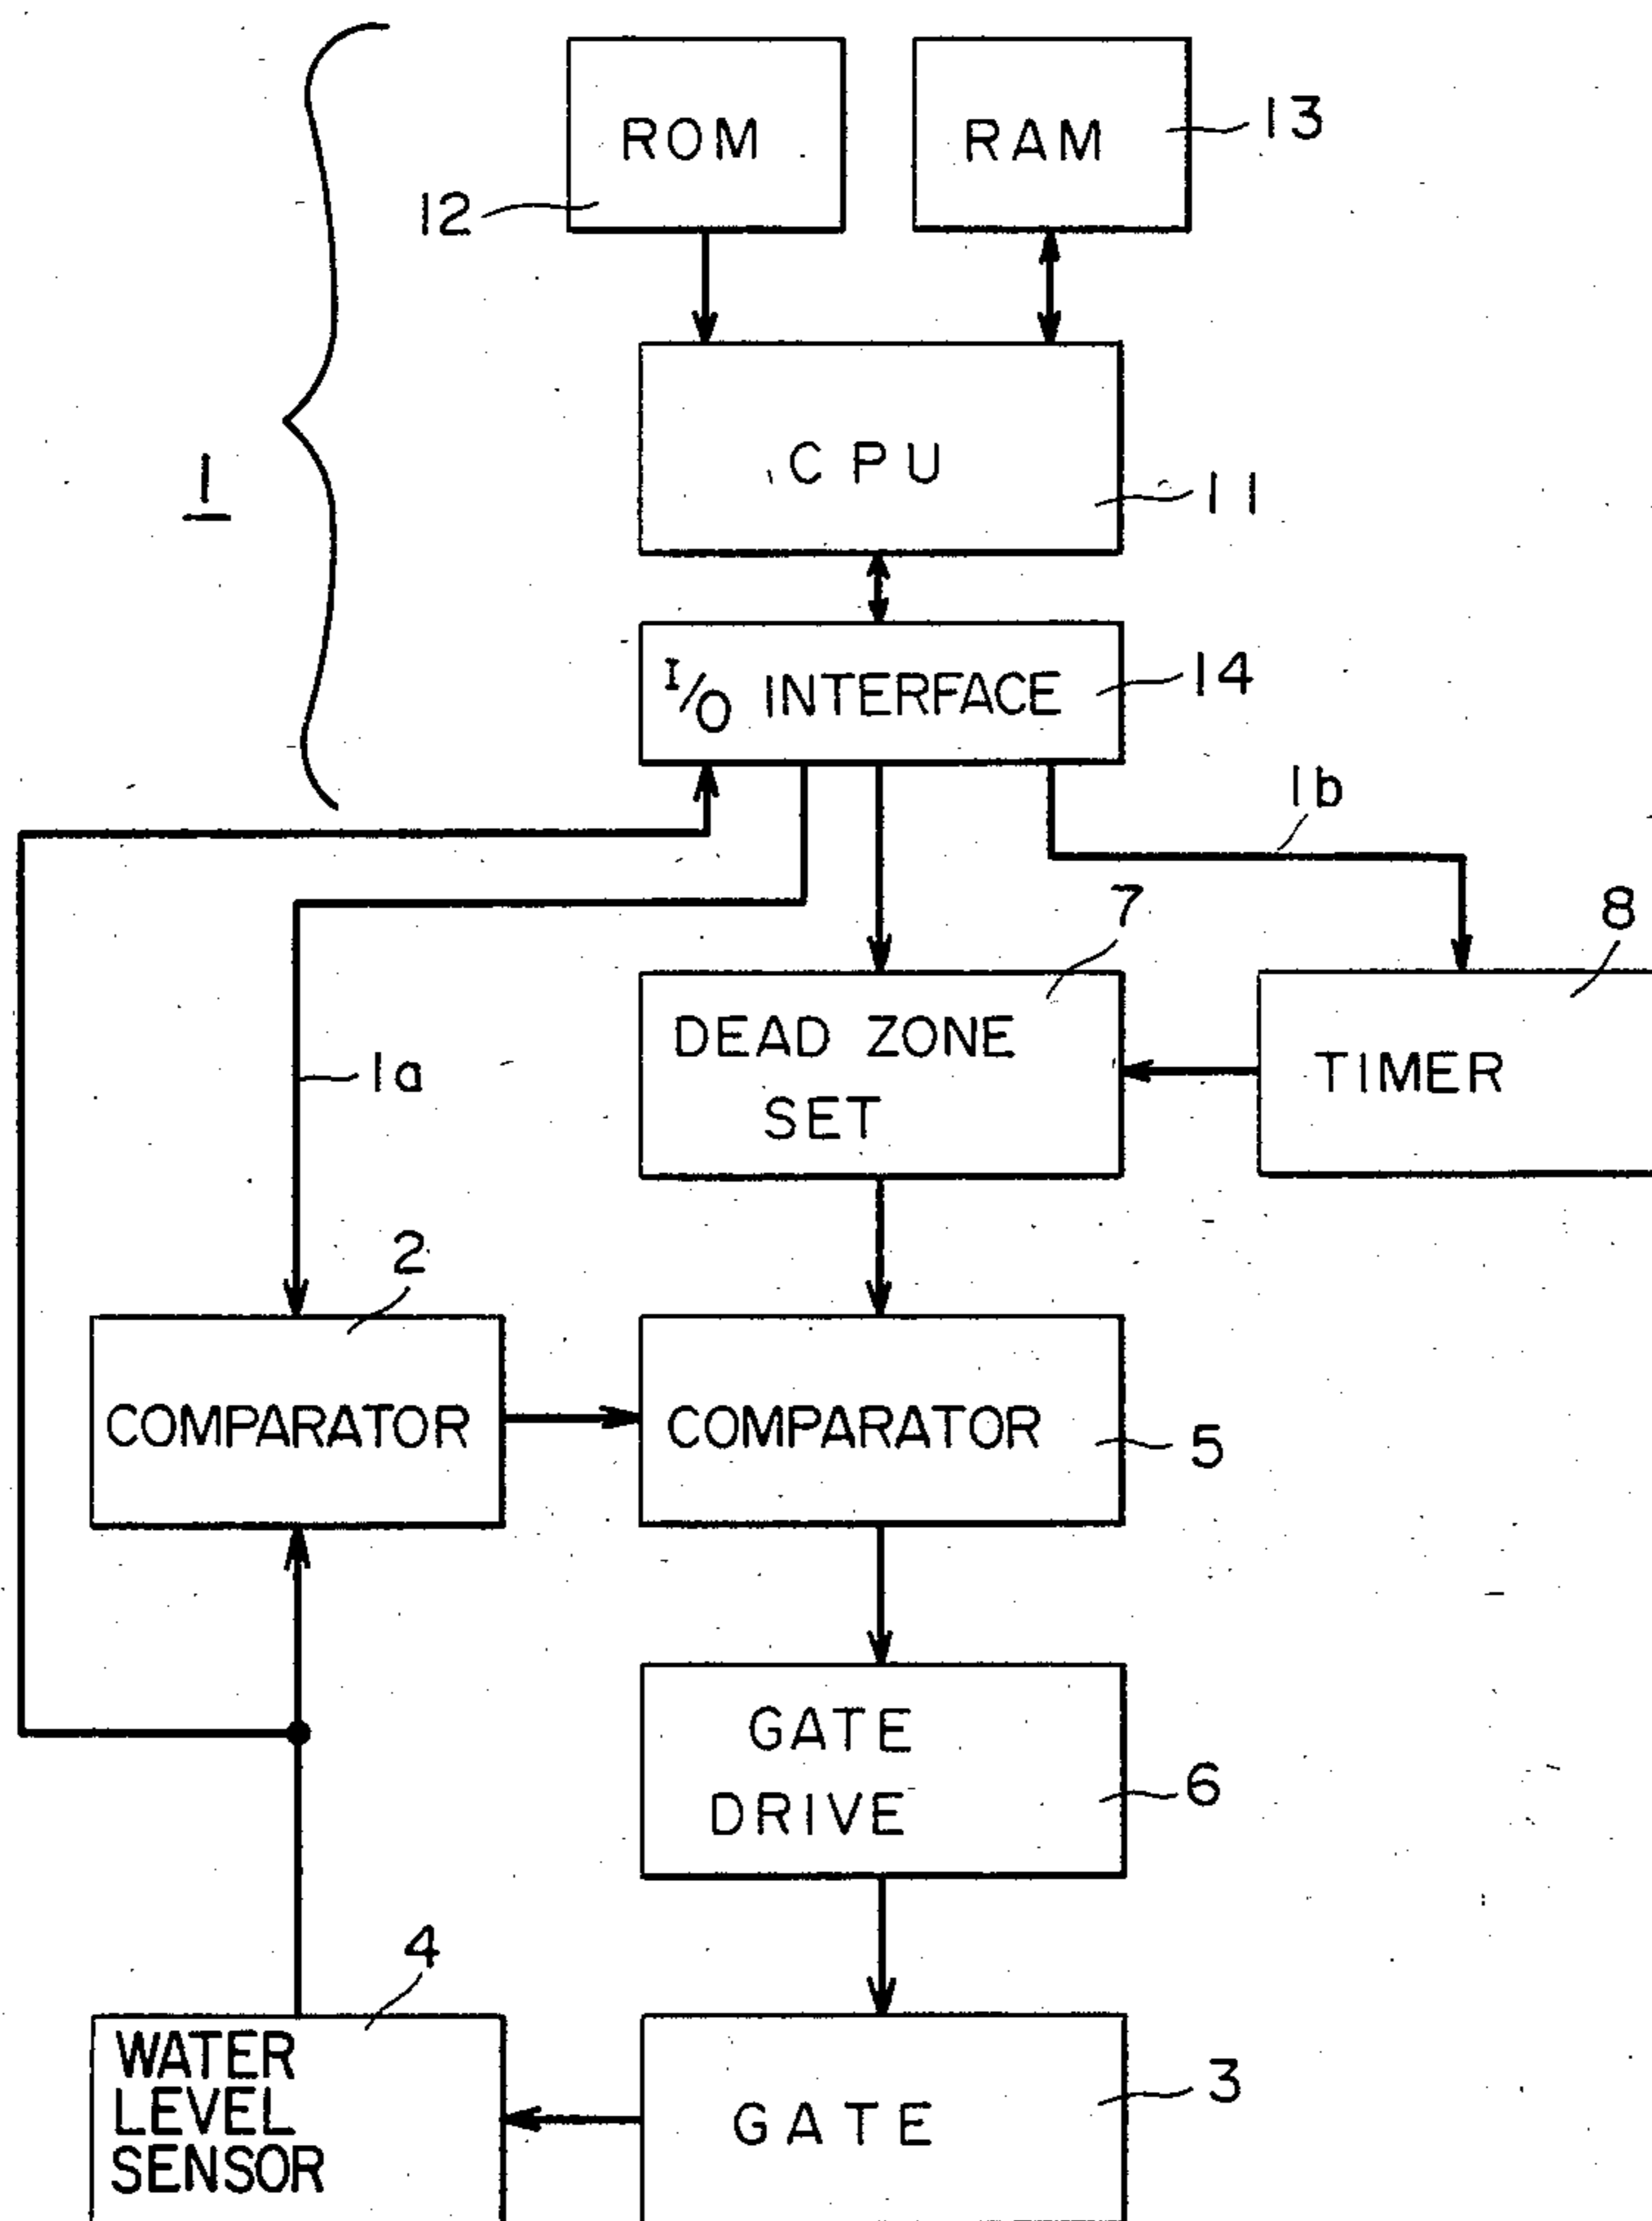 ROM
RAM
13
12
CPU
11
1
I/O INTERFACE
14
1b
7
8
DEAD ZONE
SET
TIMER
1a
2
COMPARATOR
COMPARATOR
5
GATE
DRIVE
6
4
WATER
LEVEL
SENSOR
GATE
3